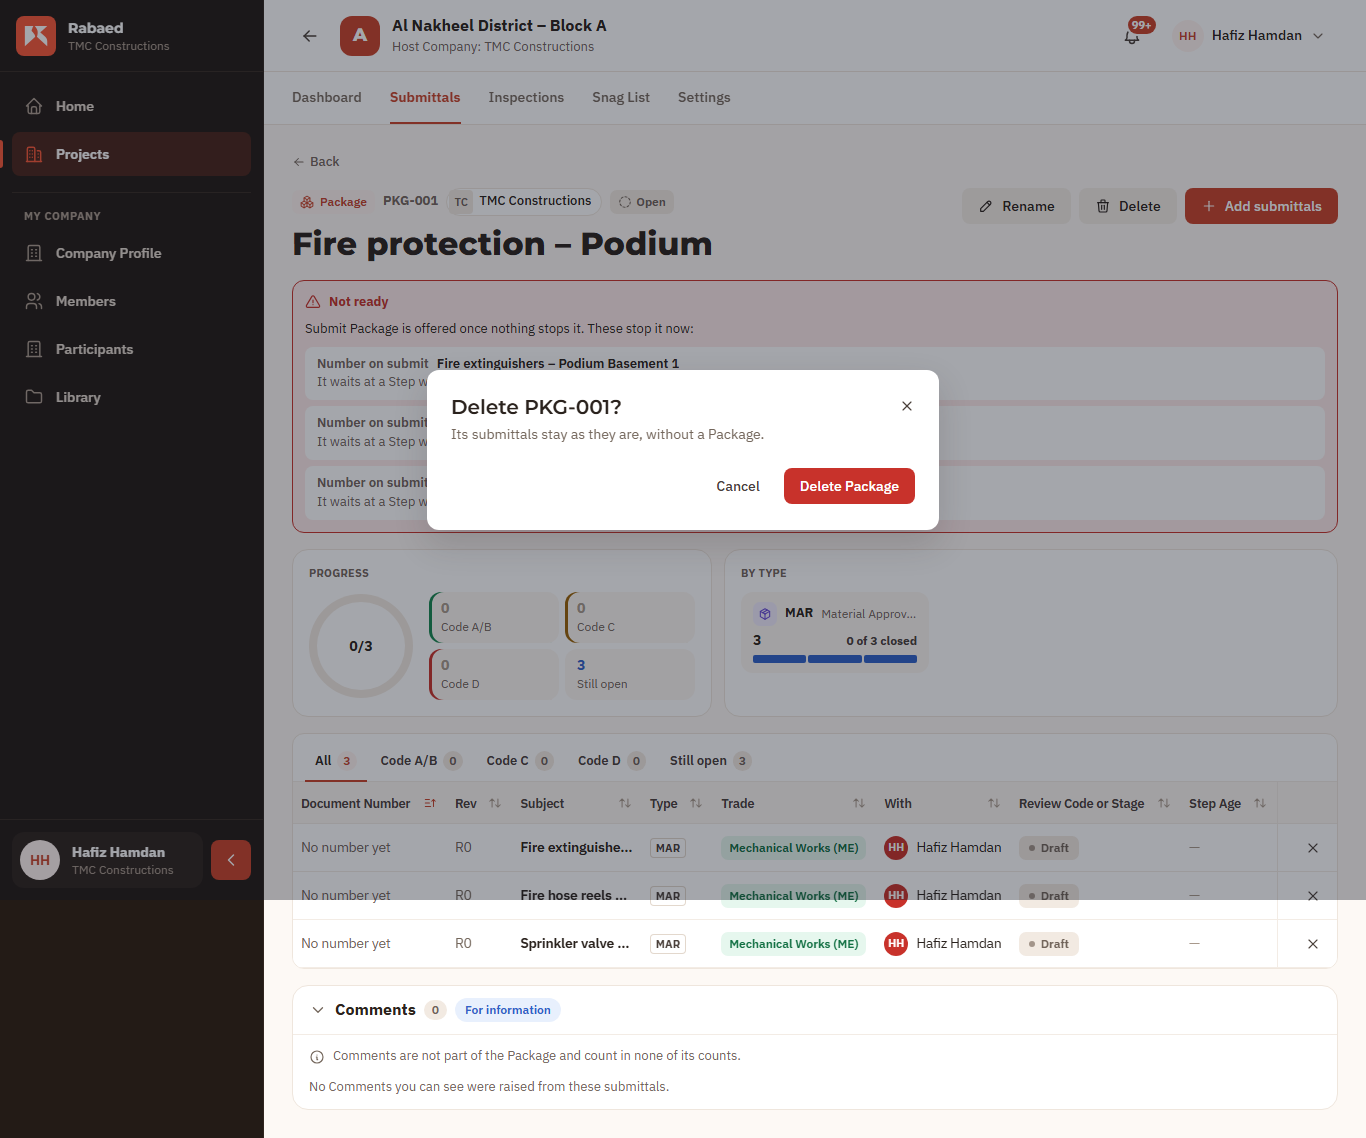 Rabaed
TMC Constructions
Home
Projects
MY COMPANY
Company Profile
Members
Participants
Library
HH
Hafiz Hamdan
TMC Constructions
A
Al Nakheel District – Block A
Host Company: TMC Constructions
99+
HH
Hafiz Hamdan
Dashboard
Submittals
Inspections
Snag List
Settings
Back
Package
PKG-001
TC
TMC Constructions
Open
Rename
Delete
Add submittals
Fire protection – Podium
Not ready
Submit Package is offered once nothing stops it. These stop it now:
Number on submit Fire extinguishers – Podium Basement 1
It waits at a Step
Number on submit
It waits at a Step
Number on submit
It waits at a Step
Delete PKG-001?
Its submittals stay as they are, without a Package.
Cancel
Delete Package
PROGRESS
0/3
0
Code A/B
0
Code C
0
Code D
3
Still open
BY TYPE
MAR Material Approv...
3
0 of 3 closed
All 3
Code A/B 0
Code C 0
Code D 0
Still open 3
Document Number Rev Subject Type Trade With Review Code or Stage Step Age
No number yet R0 Fire extinguishe... MAR Mechanical Works (ME) HH Hafiz Hamdan Draft —
No number yet R0 Fire hose reels ... MAR Mechanical Works (ME) HH Hafiz Hamdan Draft —
No number yet R0 Sprinkler valve ... MAR Mechanical Works (ME) HH Hafiz Hamdan Draft —
Comments 0 For information
Comments are not part of the Package and count in none of its counts.
No Comments you can see were raised from these submittals.